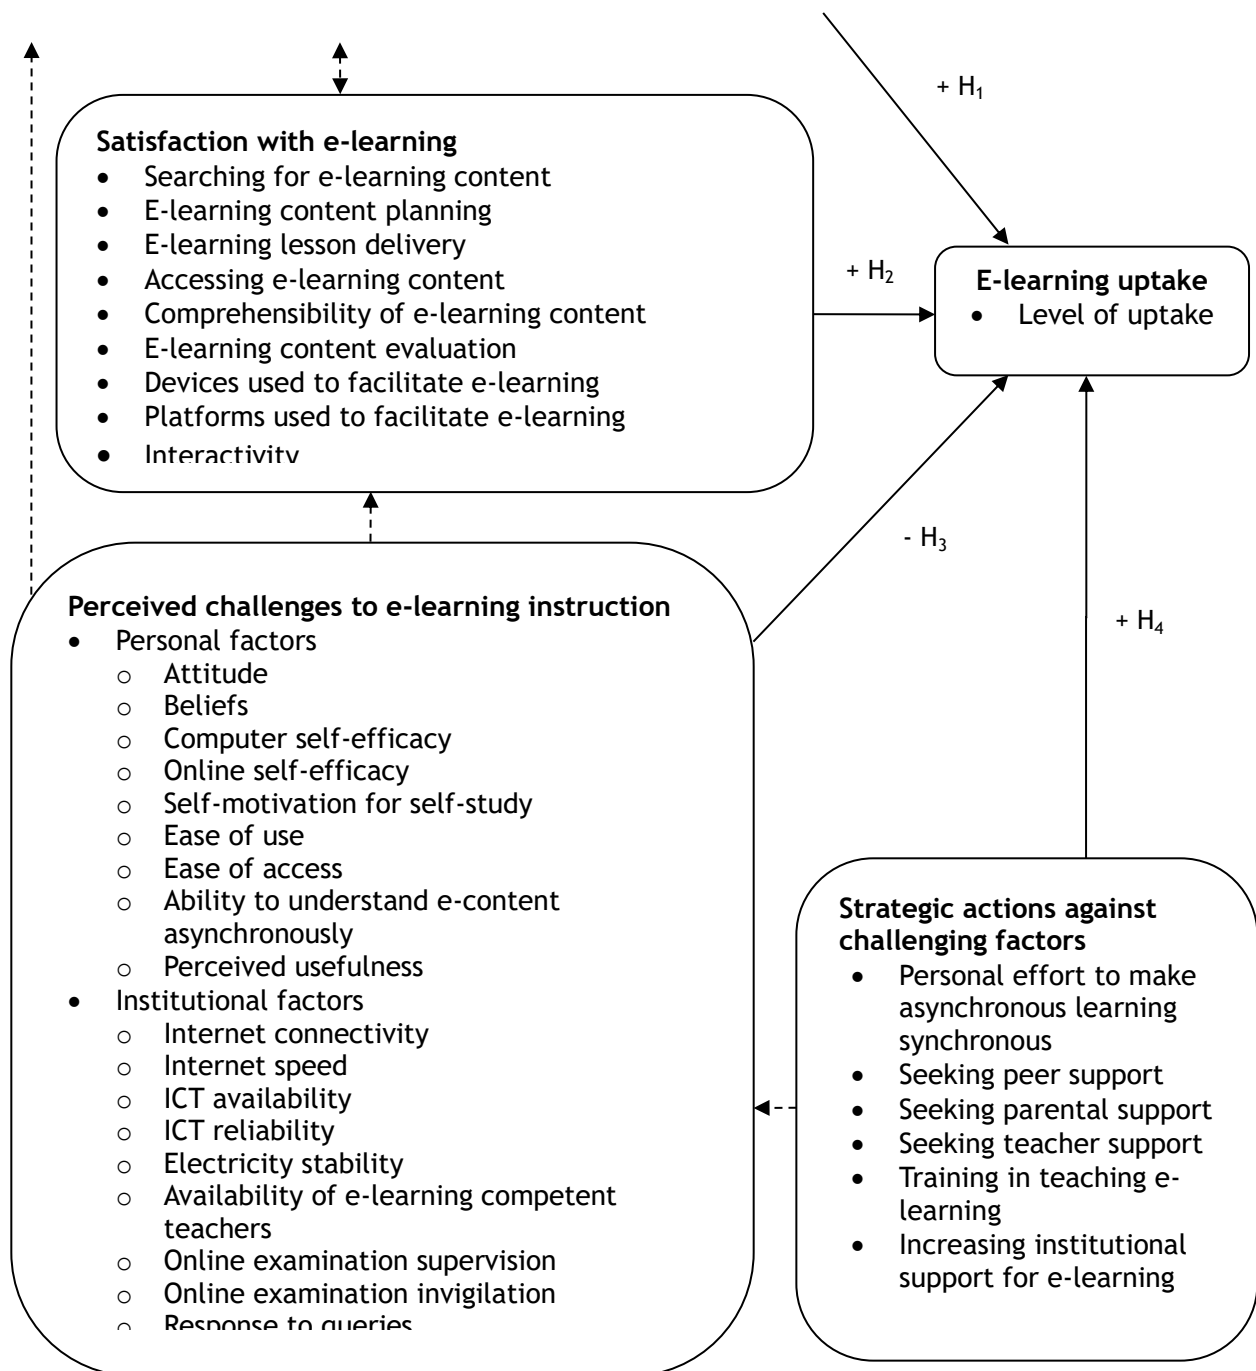 + H₁
Satisfaction with e-learning
• Searching for e-learning content
• E-learning content planning
• E-learning lesson delivery
• Accessing e-learning content
• Comprehensibility of e-learning content
• E-learning content evaluation
• Devices used to facilitate e-learning
• Platforms used to facilitate e-learning
• Interactivity
+ H₂
E-learning uptake
• Level of uptake
- H₃
+ H₄
Perceived challenges to e-learning instruction
• Personal factors
o Attitude
o Beliefs
o Computer self-efficacy
o Online self-efficacy
o Self-motivation for self-study
o Ease of use
o Ease of access
o Ability to understand e-content
asynchronously
o Perceived usefulness
• Institutional factors
o Internet connectivity
o Internet speed
o ICT availability
o ICT reliability
o Electricity stability
o Availability of e-learning competent
teachers
o Online examination supervision
o Online examination invigilation
o Response to queries
Strategic actions against
challenging factors
• Personal effort to make
asynchronous learning
synchronous
• Seeking peer support
• Seeking parental support
• Seeking teacher support
• Training in teaching e-
learning
• Increasing institutional
support for e-learning